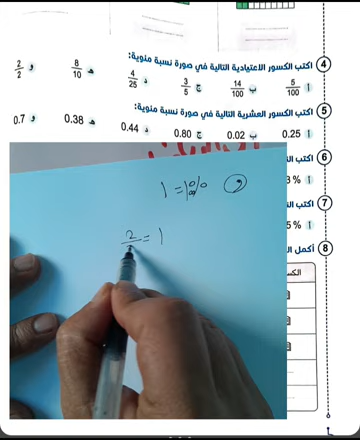 4 اكتب الكسور الاعتيادية التالية في صورة نسبة مئوية:
أ 5/100 ب 14/100 ج 3/5 د 4/25 هـ 8/10 و 2/2
5 اكتب الكسور العشرية التالية في صورة نسبة مئوية:
أ 0.25 ب 0.02 ج 0.80 د 0.44 هـ 0.38 و 0.7
6 اكتب
أ 3%
7 اكتب
أ 5%
8 أكمل
و
2/2 = 1